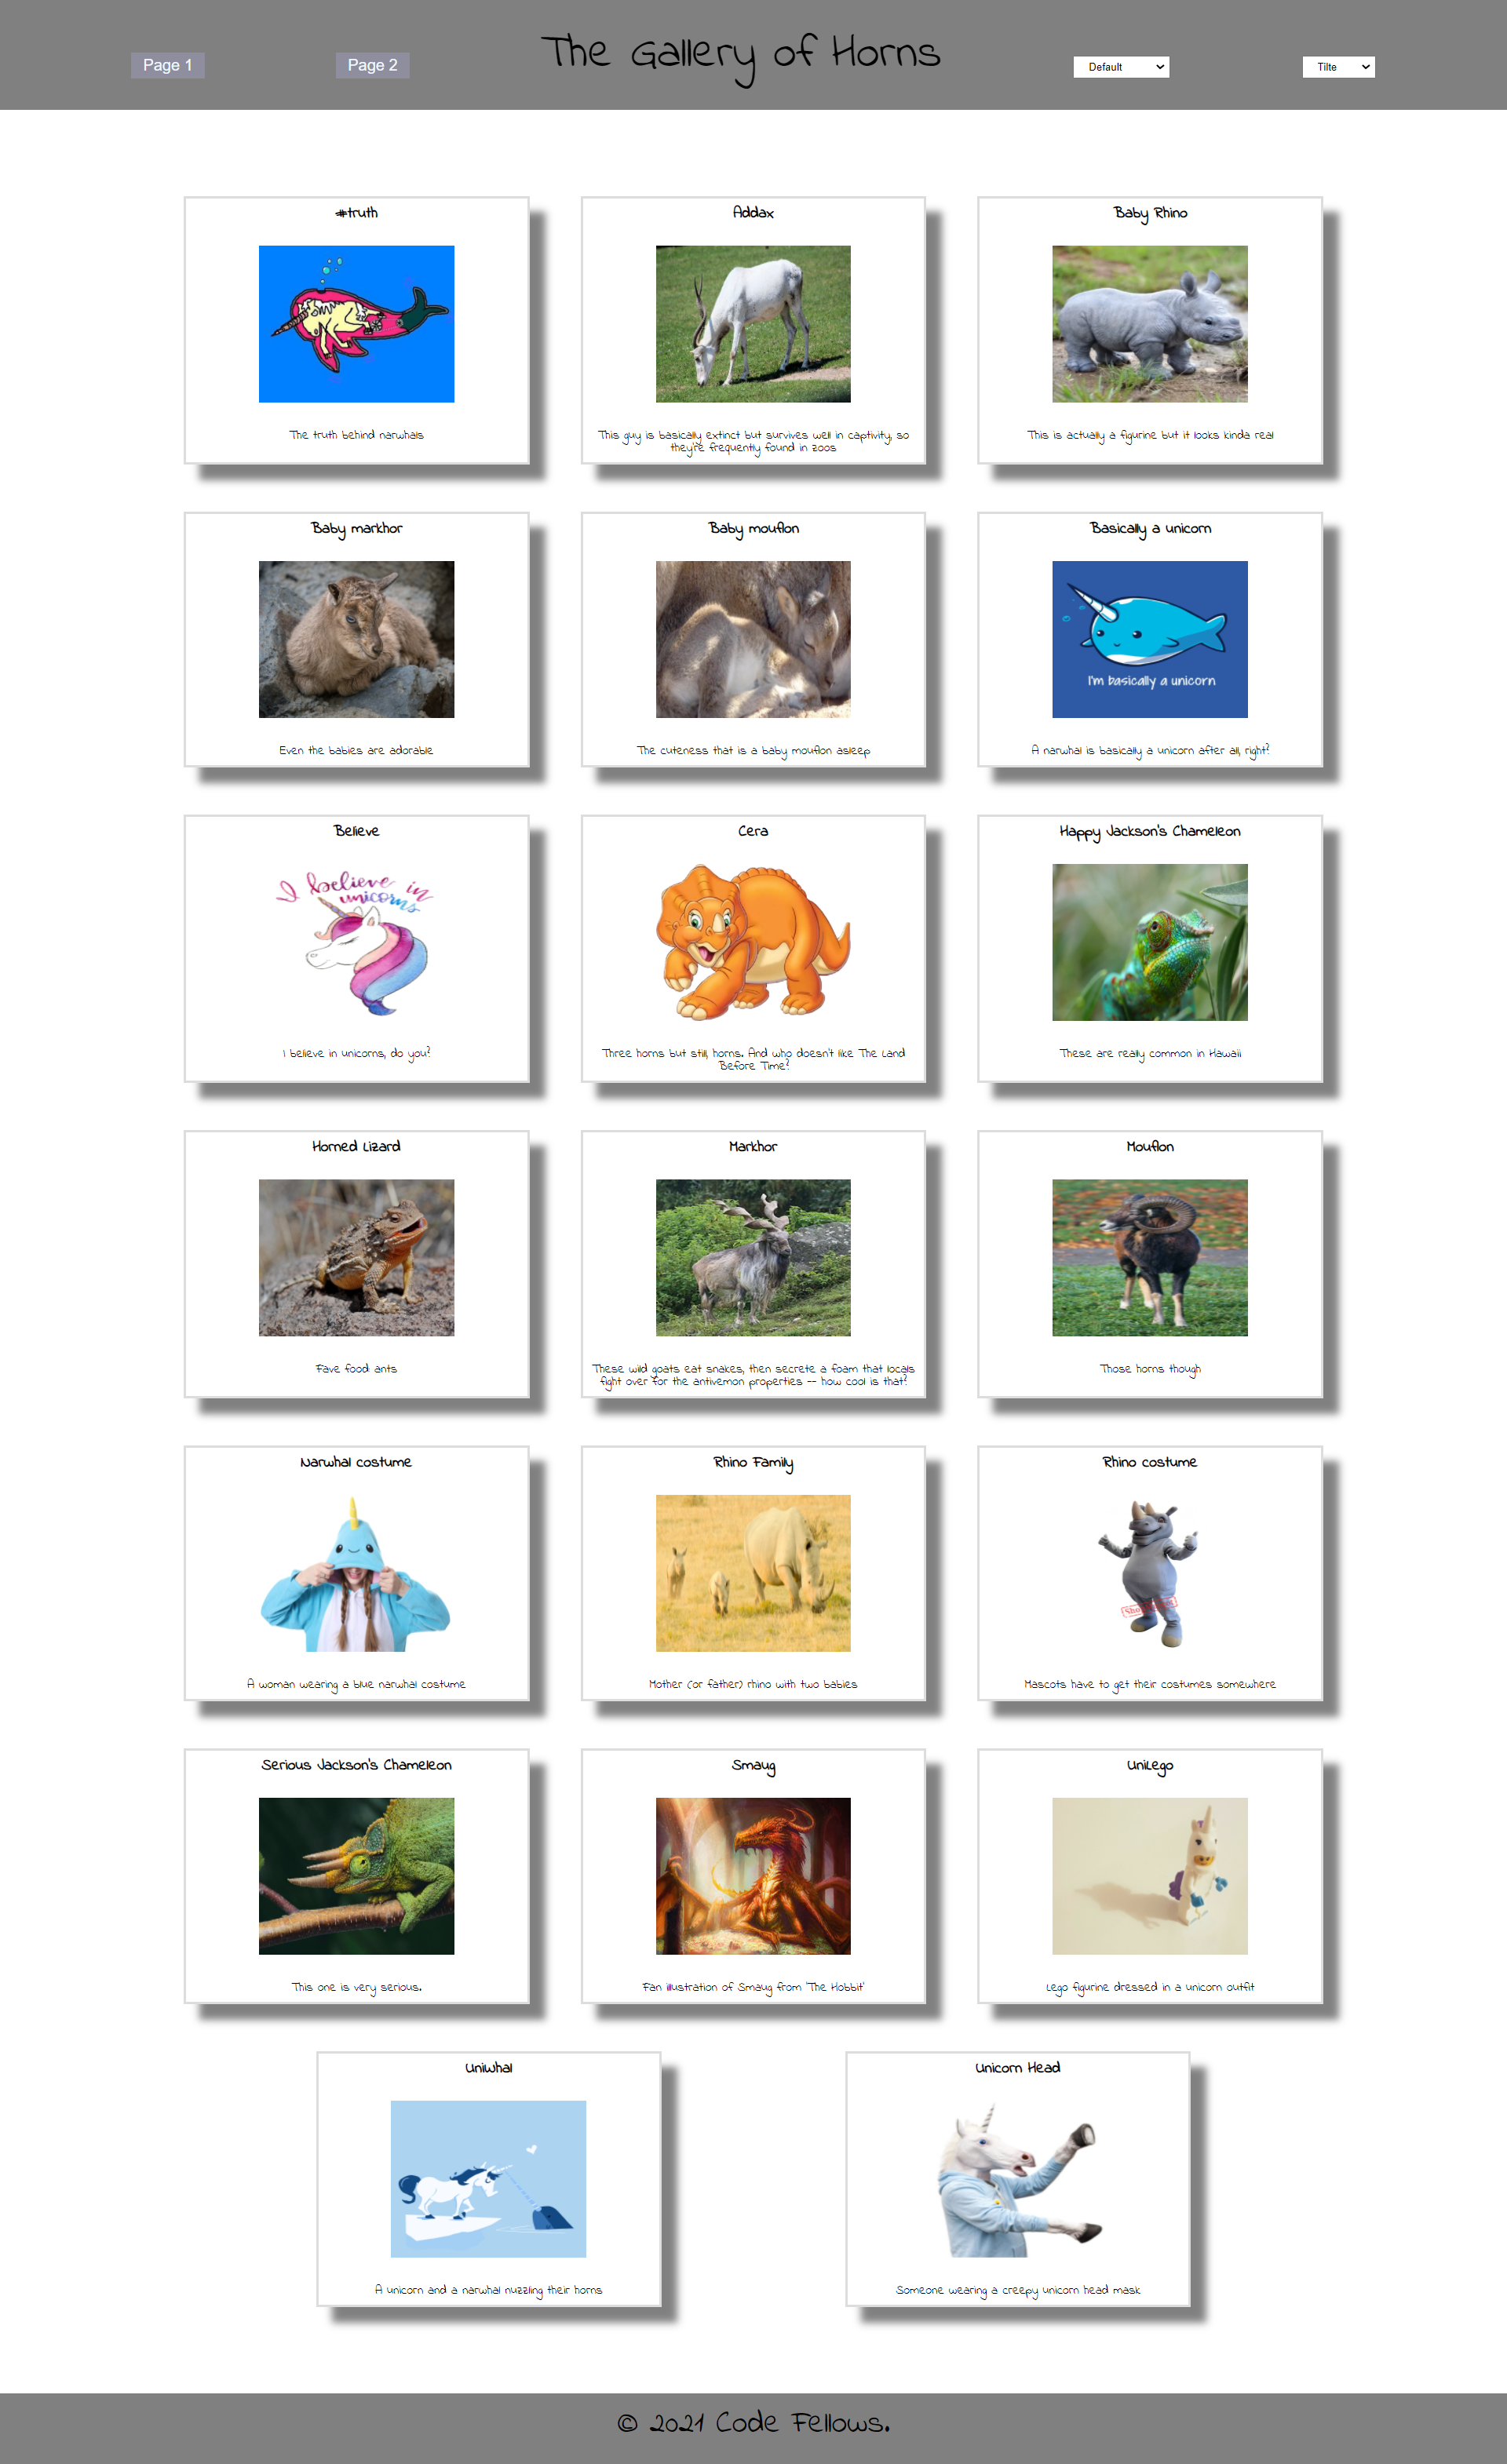 Page 1
Page 2
The Gallery of Horns
Default
Tilte
#truth
Addax
Baby Rhino
The truth behind narwhals
This guy is basically extinct but survives well in captivity, so
they're frequently found in zoos
This is actually a figurine but it looks kinda real
Baby markhor
Baby mouflon
Basically a unicorn
I'm basically a unicorn
Even the babies are adorable
The cuteness that is a baby mouflon asleep
A narwhal is basically a unicorn after all, right?
Believe
Cera
Happy Jackson's Chameleon
I believe in
unicorns
I believe in unicorns, do you?
Three horns but still, horns. And who doesn't like The Land
Before Time?
These are really common in Hawaii
Horned Lizard
Markhor
Mouflon
Fave food: ants
These wild goats eat snakes, then secrete a foam that locals
fight over for the antivemon properties -- how cool is that?
Those horns though
Narwhal costume
Rhino Family
Rhino costume
A woman wearing a blue narwhal costume
Mother (or father) rhino with two babies
Mascots have to get their costumes somewhere
Serious Jackson's Chameleon
Smaug
UniLego
This one is very serious.
Fan illustration of Smaug from 'The Hobbit'
Lego figurine dressed in a unicorn outfit
Uniwhal
Unicorn Head
A unicorn and a narwhal nuzzling their horns
Someone wearing a creepy unicorn head mask
© 2021 Code Fellows.